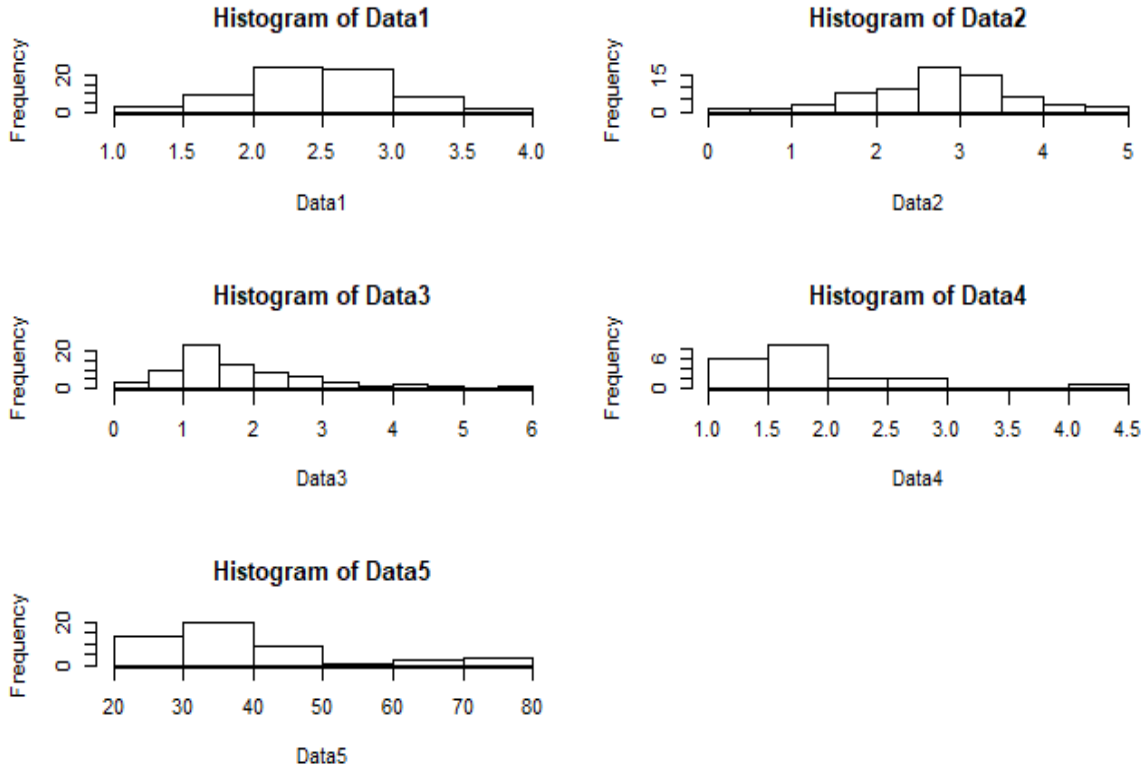 Histogram of Data1
Frequency
20
0
1.0 1.5 2.0 2.5 3.0 3.5 4.0
Data1
Histogram of Data2
Frequency
15
0
0 1 2 3 4 5
Data2
Histogram of Data3
Frequency
20
0
0 1 2 3 4 5 6
Data3
Histogram of Data4
Frequency
6
0
1.0 1.5 2.0 2.5 3.0 3.5 4.0 4.5
Data4
Histogram of Data5
Frequency
20
0
20 30 40 50 60 70 80
Data5